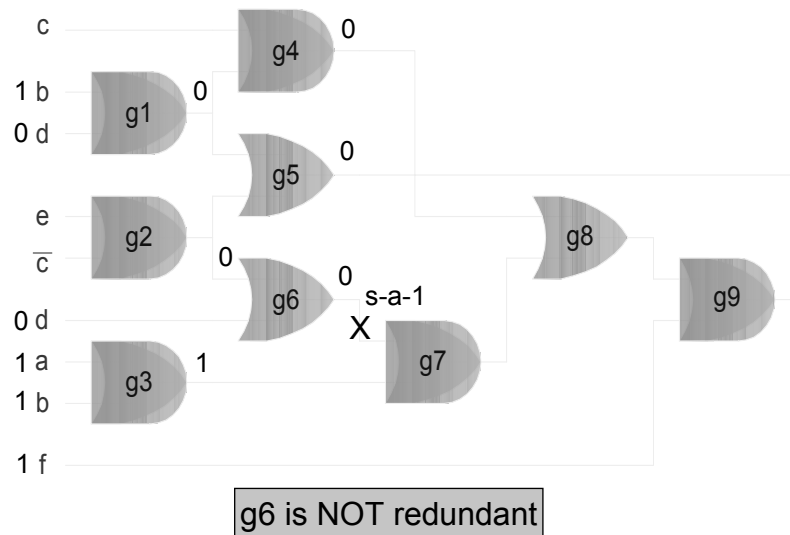 c
g4
0
1 b
0
g1
0 d
0
g5
e
g2
g8
c̅
0
0
g6
s-a-1
g9
0 d
X
1 a
1
g7
g3
1 b
1 f
g6 is NOT redundant